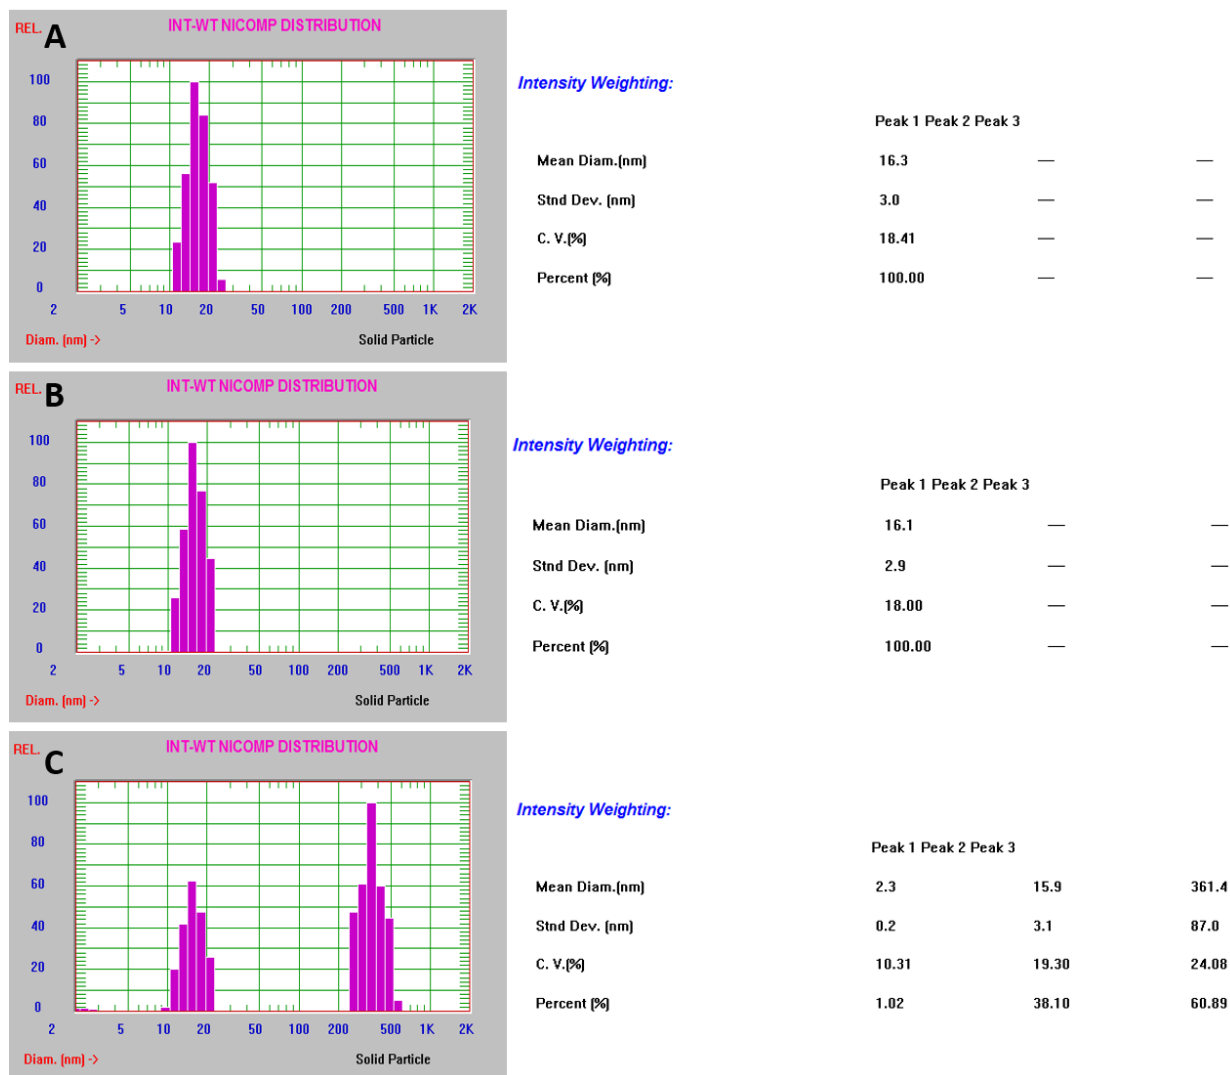 A
REL.
INT-WT NICOMP DISTRIBUTION
100
80
60
40
20
0
2 5 10 20 50 100 200 500 1K 2K
Diam. (nm) -> Solid Particle
Intensity Weighting:
Peak 1 Peak 2 Peak 3
Mean Diam.(nm) 16.3 — —
Stnd Dev. (nm) 3.0 — —
C. V.(%) 18.41 — —
Percent (%) 100.00 — —
B
REL.
INT-WT NICOMP DISTRIBUTION
100
80
60
40
20
0
2 5 10 20 50 100 200 500 1K 2K
Diam. (nm) -> Solid Particle
Intensity Weighting:
Peak 1 Peak 2 Peak 3
Mean Diam.(nm) 16.1 — —
Stnd Dev. (nm) 2.9 — —
C. V.(%) 18.00 — —
Percent (%) 100.00 — —
C
REL.
INT-WT NICOMP DISTRIBUTION
100
80
60
40
20
0
2 5 10 20 50 100 200 500 1K 2K
Diam. (nm) -> Solid Particle
Intensity Weighting:
Peak 1 Peak 2 Peak 3
Mean Diam.(nm) 2.3 15.9 361.4
Stnd Dev. (nm) 0.2 3.1 87.0
C. V.(%) 10.31 19.30 24.08
Percent (%) 1.02 38.10 60.89